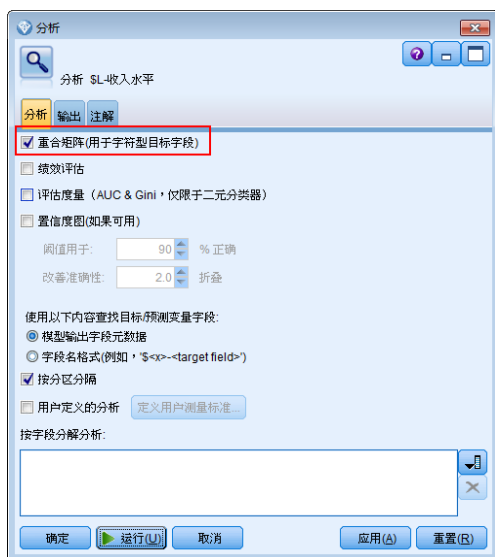 分析
?
分析 $L-收入水平
分析 输出 注解
重合矩阵(用于字符型目标字段)
绩效评估
评估度量（AUC & Gini，仅限于二元分类器）
置信度图(如果可用)
阈值用于: 90 % 正确
改善准确性: 2.0 折叠
使用以下内容查找目标/预测变量字段:
模型输出字段元数据
字段名格式(例如，'$<x>-<target field>')
按分区分隔
用户定义的分析 定义用户测量标准...
按字段分解分析:
确定 运行(U) 取消 应用(A) 重置(R)